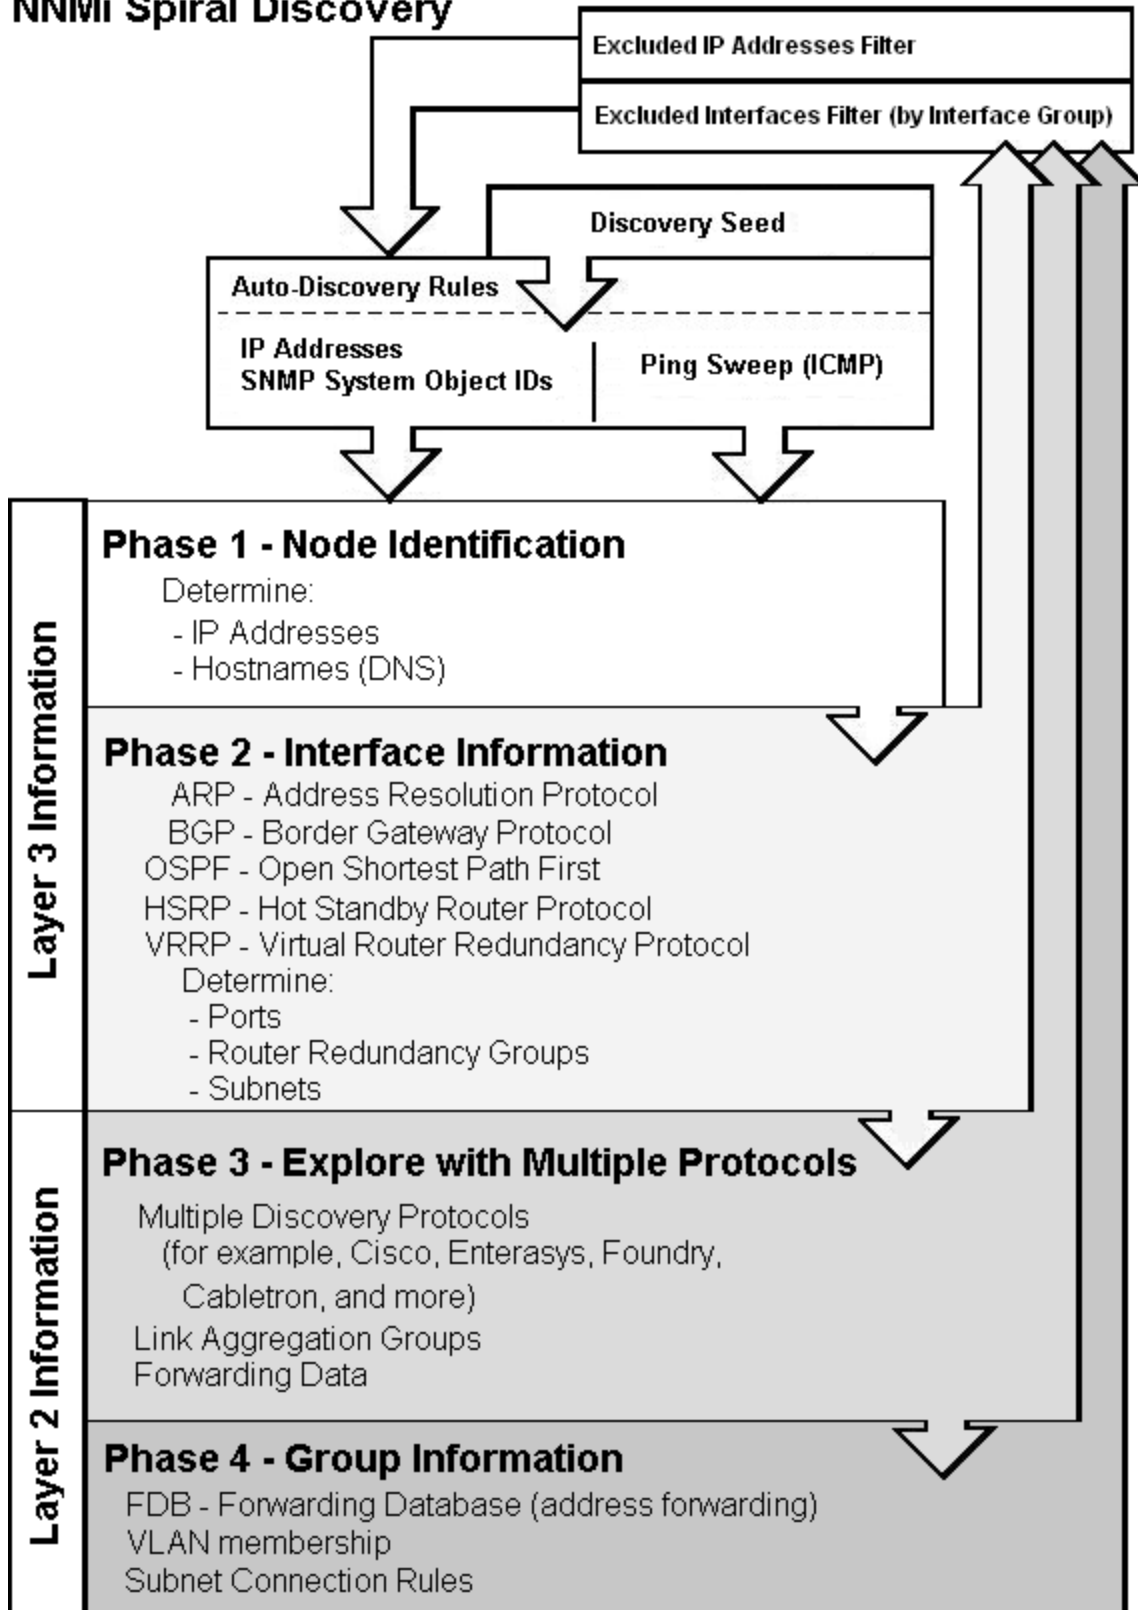 NNMi Spiral Discovery
Excluded IP Addresses Filter
Excluded Interfaces Filter (by Interface Group)
Discovery Seed
Auto-Discovery Rules
IP Addresses
SNMP System Object IDs
Ping Sweep (ICMP)
Layer 3 Information
Phase 1 - Node Identification
Determine:
- IP Addresses
- Hostnames (DNS)
Phase 2 - Interface Information
ARP - Address Resolution Protocol
BGP - Border Gateway Protocol
OSPF - Open Shortest Path First
HSRP - Hot Standby Router Protocol
VRRP - Virtual Router Redundancy Protocol
Determine:
- Ports
- Router Redundancy Groups
- Subnets
Layer 2 Information
Phase 3 - Explore with Multiple Protocols
Multiple Discovery Protocols
(for example, Cisco, Enterasys, Foundry,
Cabletron, and more)
Link Aggregation Groups
Forwarding Data
Phase 4 - Group Information
FDB - Forwarding Database (address forwarding)
VLAN membership
Subnet Connection Rules